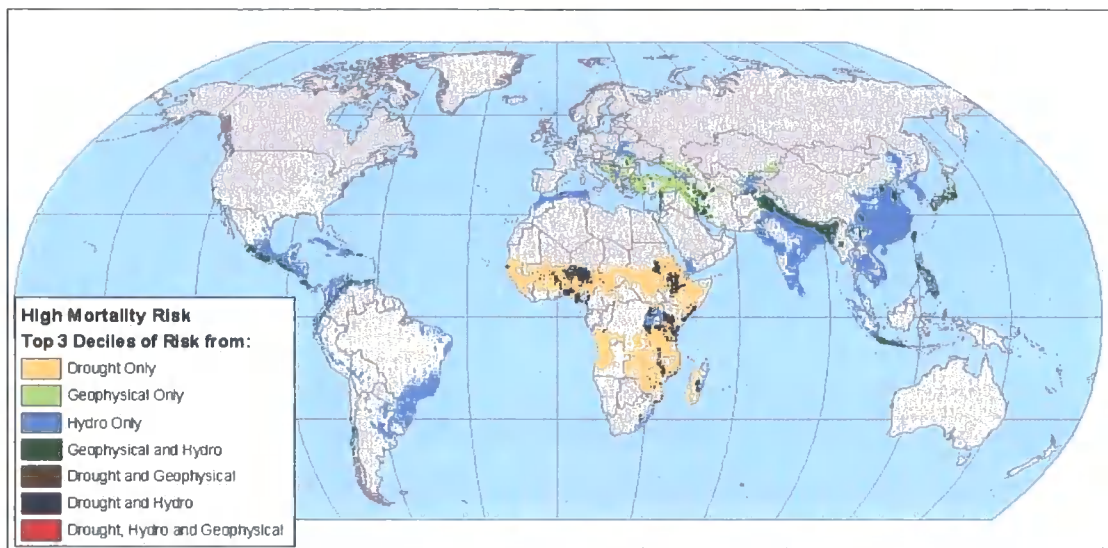 High Mortality Risk
Top 3 Deciles of Risk from:
Drought Only
Geophysical Only
Hydro Only
Geophysical and Hydro
Drought and Geophysical
Drought and Hydro
Drought, Hydro and Geophysical